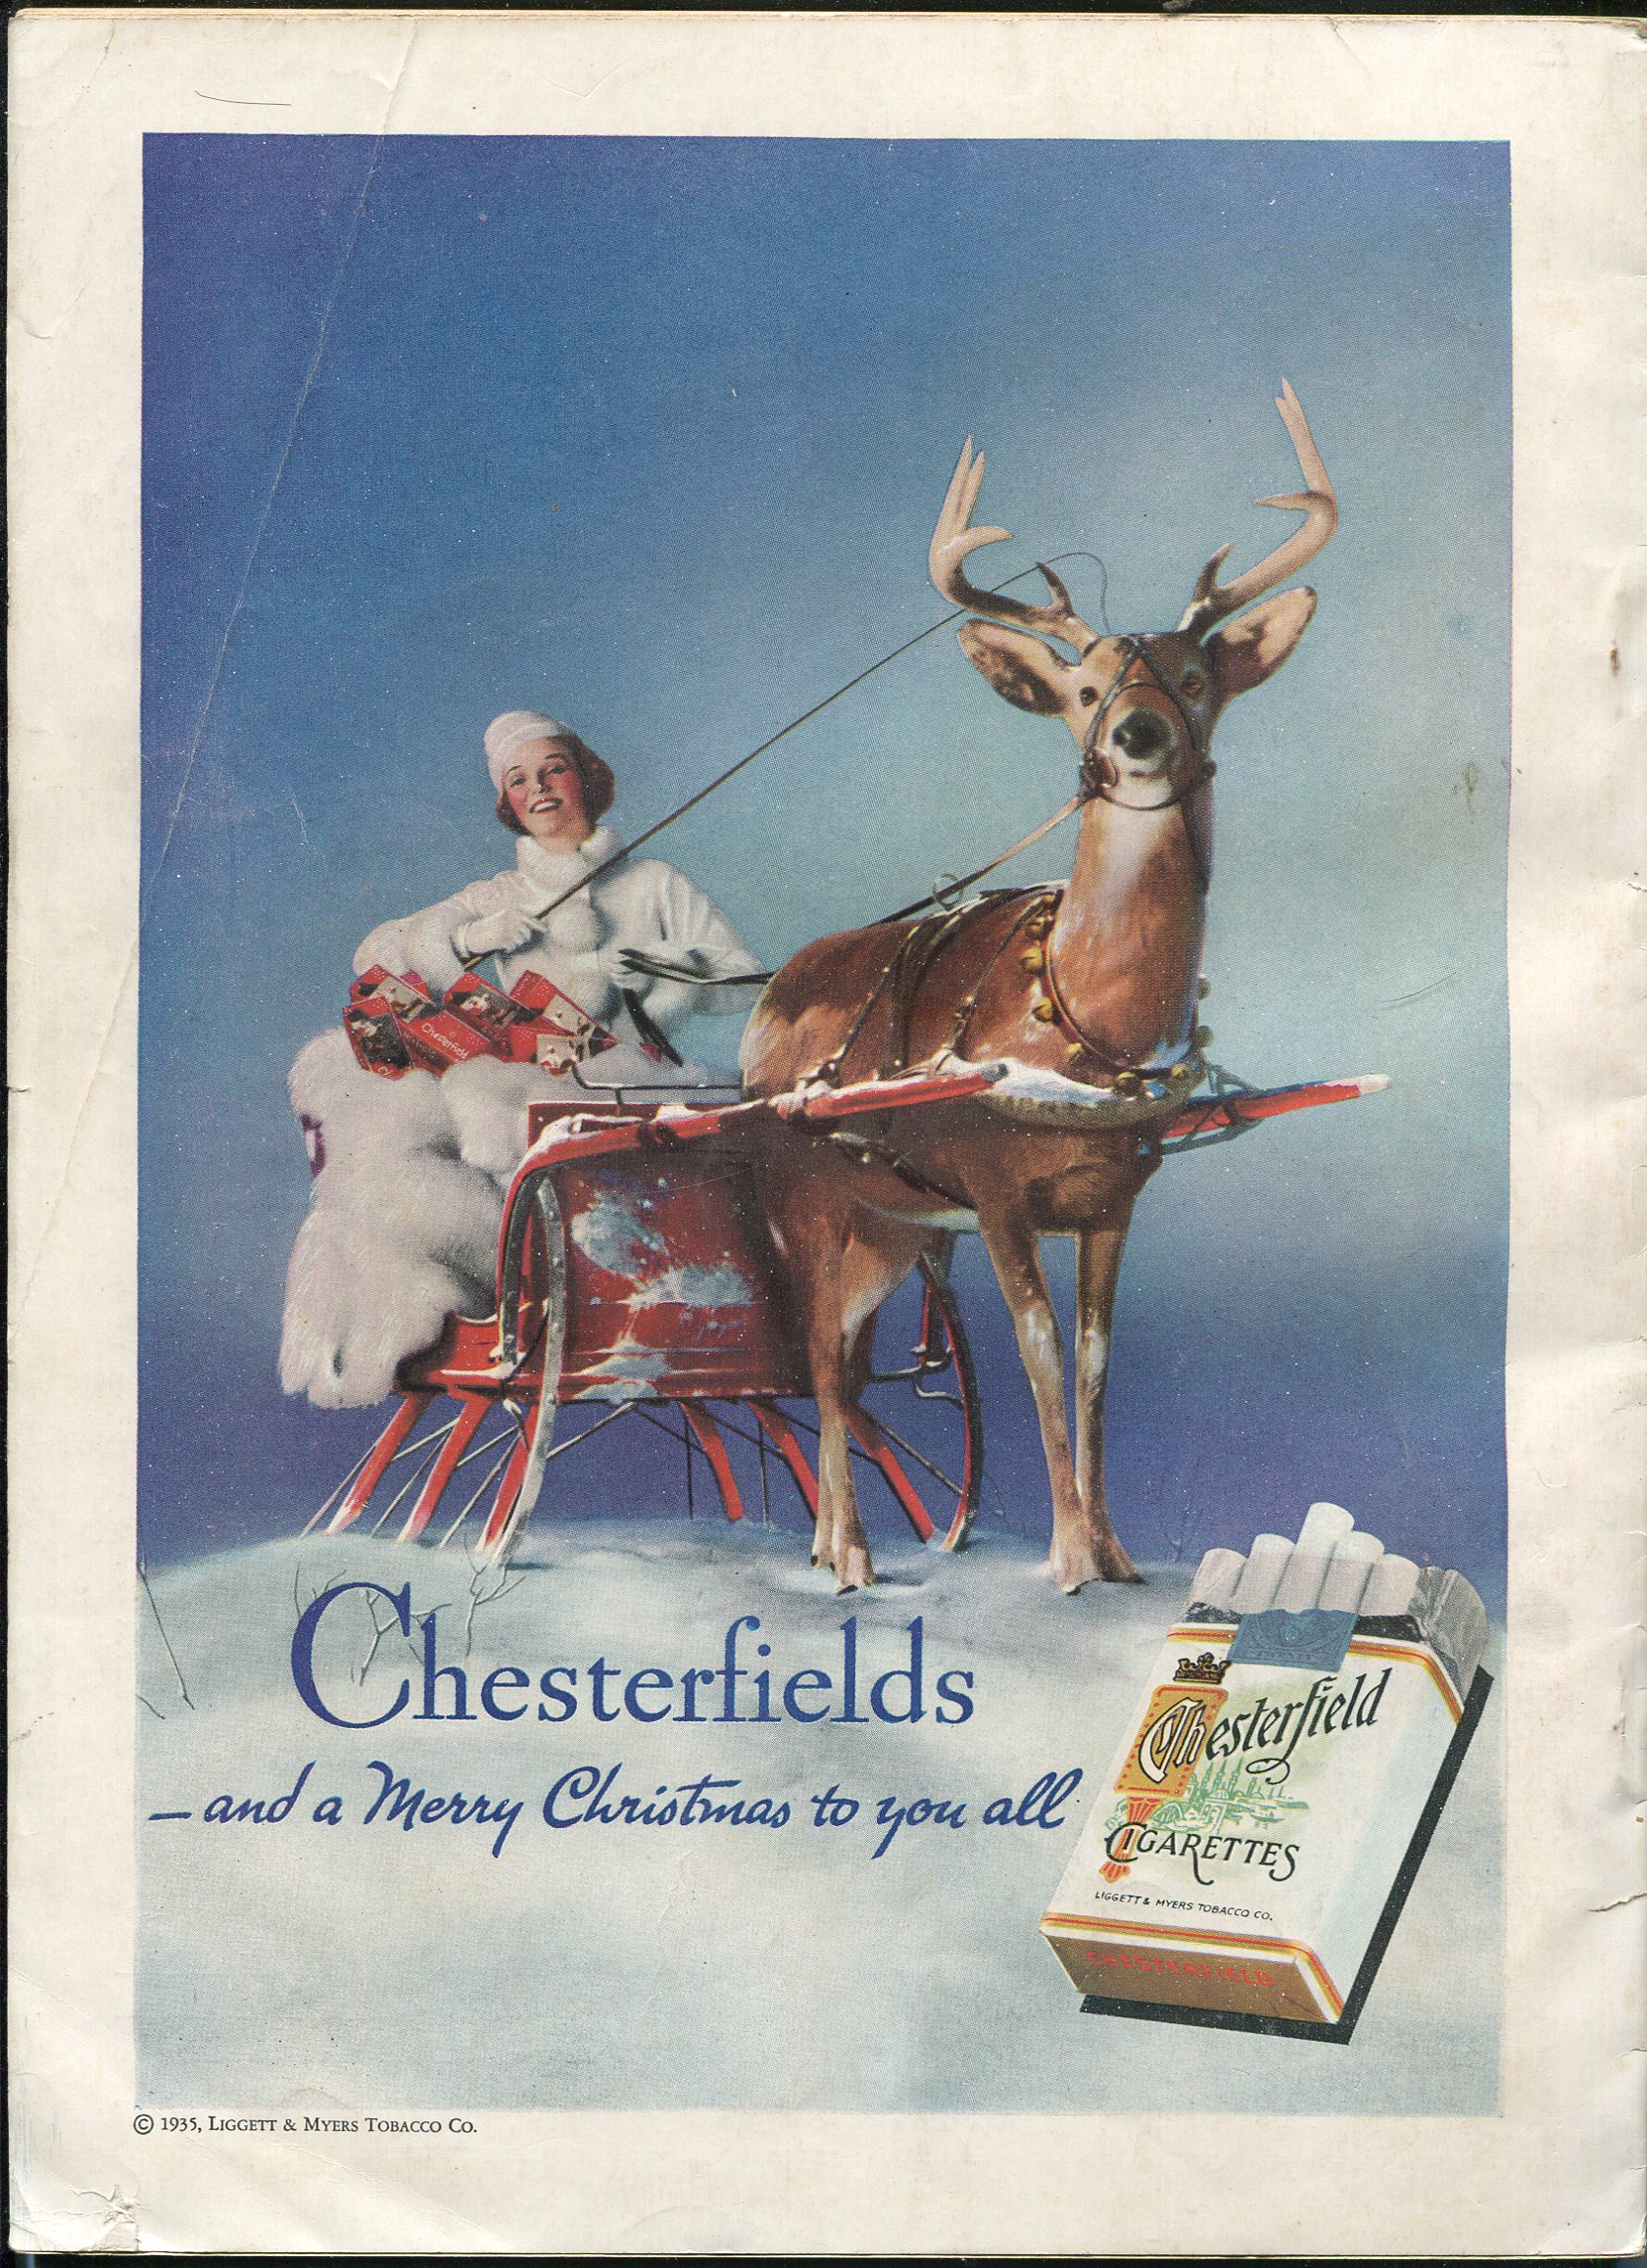 Chesterfield
Chesterfields
—and a Merry Christmas to you all
Chesterfield
CIGARETTES
LIGGETT & MYERS TOBACCO CO.
CHESTERFIELD
© 1935, LIGGETT & MYERS TOBACCO CO.